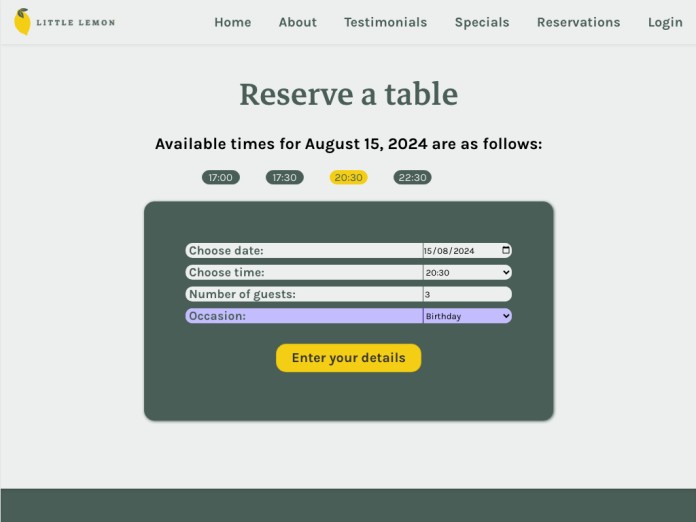 LITTLE LEMON Home About Testimonials Specials Reservations Login
Reserve a table
Available times for August 15, 2024 are as follows:
17:00 17:30 20:30 22:30
Choose date: 15/08/2024
Choose time: 20:30
Number of guests: 3
Occasion: Birthday
Enter your details